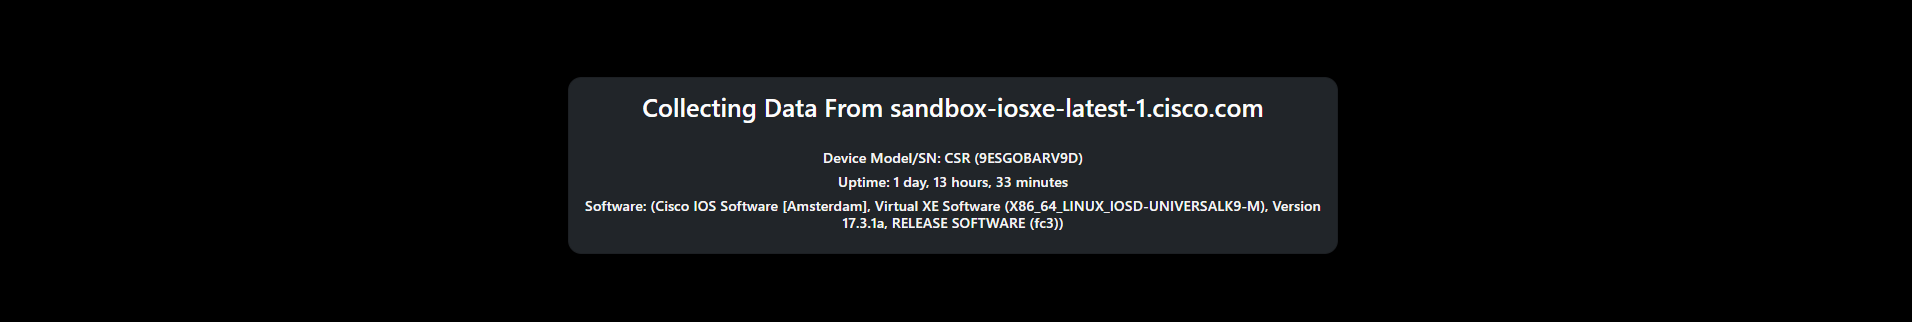 Collecting Data From sandbox-iosxe-latest-1.cisco.com
Device Model/SN: CSR (9ESGOBARV9D)
Uptime: 1 day, 13 hours, 33 minutes
Software: (Cisco IOS Software [Amsterdam], Virtual XE Software (X86_64_LINUX_IOSD-UNIVERSALK9-M), Version
17.3.1a, RELEASE SOFTWARE (fc3))